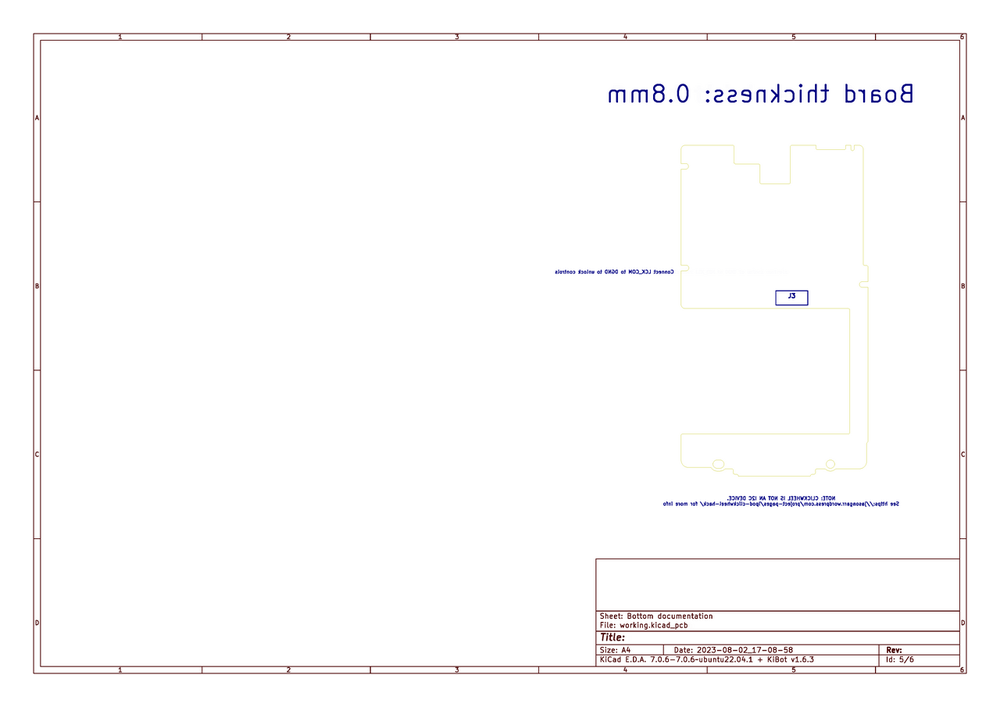 1 2 3 4 5 6
Board thickness: 0.8mm
A A
Connect LCK_CON to DGND to unlock controls
B B
J3
C C
NOTE: CLICKWHEEL IS NOT AN I2C DEVICE.
See https://jasongarr.wordpress.com/project-pages/ipod-clickwheel-hack/ for more info
Sheet: Bottom documentation
File: working.kicad_pcb
D D
Title:
Size: A4 Date: 2023-08-02_17-08-58 Rev:
KiCad E.D.A. 7.0.6-7.0.6~ubuntu22.04.1 + KiBot v1.6.3 Id: 5/6
1 2 3 4 5 6